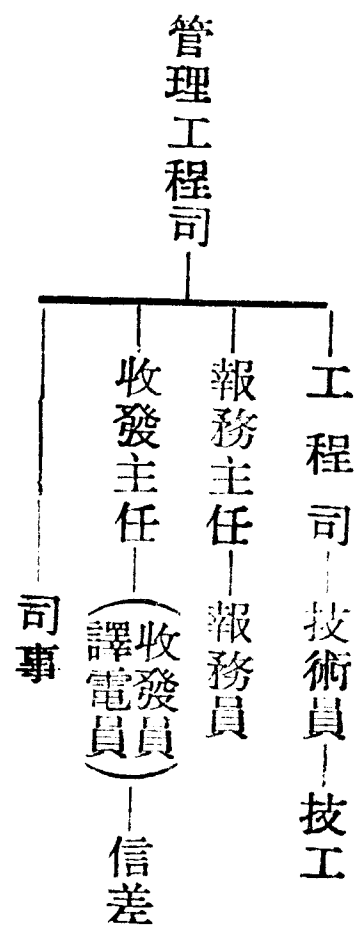 管理工程司
工程司
技術員
技工
報務主任
報務員
收發主任
收發員
譯電員
信差
司事